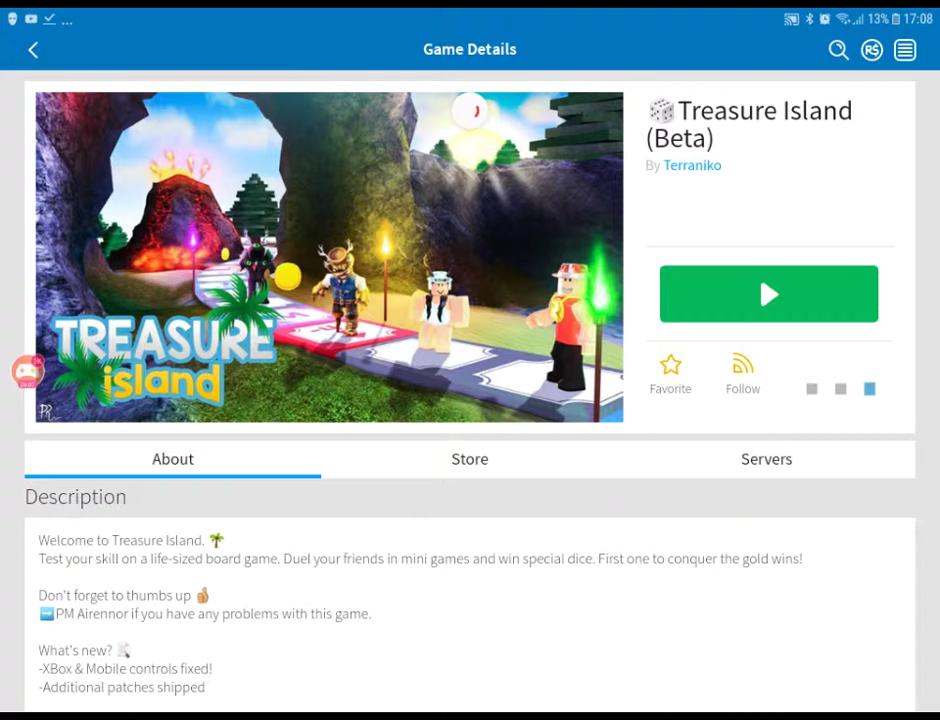 ... 13% 17:08
Game Details
R$
TREASURE
island
PR
🎲Treasure Island
(Beta)
By Terraniko
Favorite
Follow
About
Store
Servers
Description
Welcome to Treasure Island. 🌴
Test your skill on a life-sized board game. Duel your friends in mini games and win special dice. First one to conquer the gold wins!
Don't forget to thumbs up 👍
➡️PM Airennor if you have any problems with this game.
What's new?
-XBox & Mobile controls fixed!
-Additional patches shipped